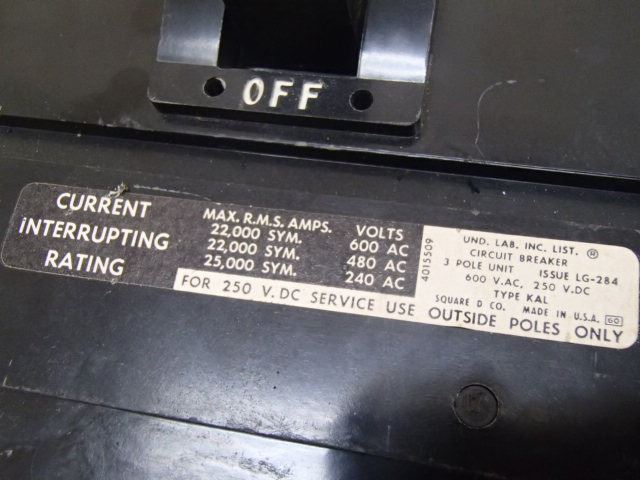 OFF
CURRENT
INTERRUPTING
RATING
MAX. R.M.S. AMPS. VOLTS
22,000 SYM. 600 AC
22,000 SYM. 480 AC
25,000 SYM. 240 AC
4015509
UND. LAB. INC. LIST. ®
CIRCUIT BREAKER
3 POLE UNIT ISSUE LG-284
600 V.AC, 250 V.DC
TYPE KAL
SQUARE D CO. MADE IN U.S.A. 60
FOR 250 V.DC SERVICE USE OUTSIDE POLES ONLY
K